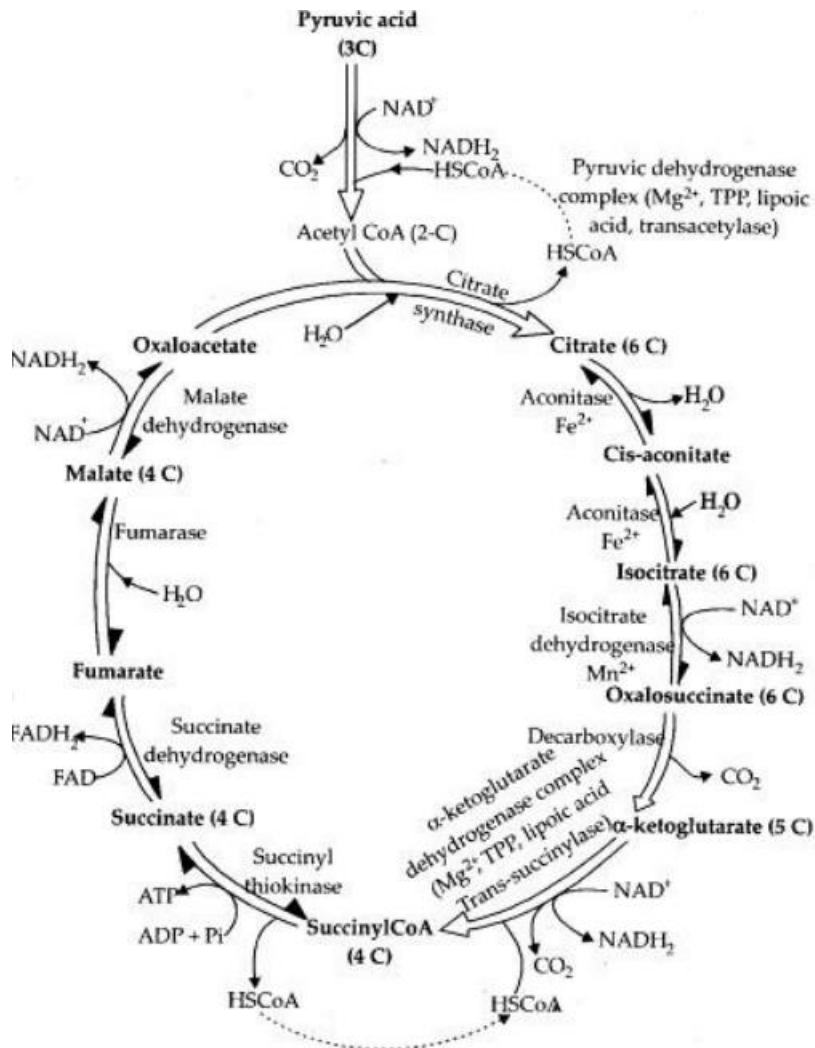 Pyruvic acid
(3C)
NAD⁺
NADH₂
CO₂
HSCoA
Pyruvic dehydrogenase
complex (Mg²⁺, TPP, lipoic
acid, transacetylase)
Acetyl CoA (2-C)
HSCoA
Citrate
synthase
H₂O
Oxaloacetate
Citrate (6 C)
NADH₂
Malate
dehydrogenase
NAD⁺
Aconitase
Fe²⁺
H₂O
Cis-aconitate
Malate (4 C)
Fumarase
H₂O
Aconitase
Fe²⁺
H₂O
Isocitrate (6 C)
Isocitrate
dehydrogenase
Mn²⁺
NAD⁺
NADH₂
Fumarate
Oxalosuccinate (6 C)
FADH₂
FAD
Succinate
dehydrogenase
Decarboxylase
CO₂
α-ketoglutarate
dehydrogenase complex
(Mg²⁺, TPP, lipoic acid
Trans-succinylase)
Succinate (4 C)
α-ketoglutarate (5 C)
Succinyl
thiokinase
ATP
ADP + Pi
SuccinylCoA
(4 C)
NAD⁺
NADH₂
CO₂
HSCoA
HSCoA